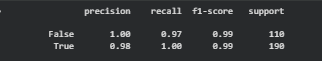 precision recall f1-score support
False 1.00 0.97 0.99 110
True 0.98 1.00 0.99 190